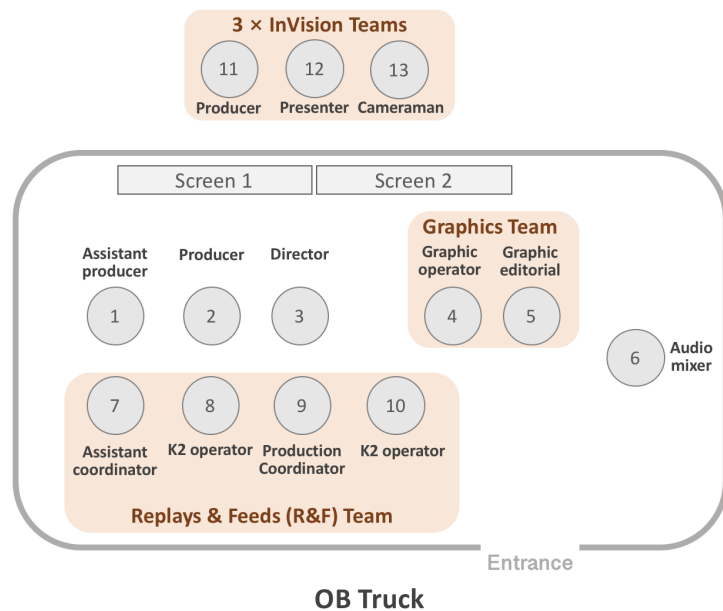 3 × InVision Teams
11 12 13
Producer Presenter Cameraman
Screen 1 Screen 2
Graphics Team
Assistant
producer
Producer
Director
Graphic
operator
Graphic
editorial
1 2 3 4 5
6
Audio
mixer
7 8 9 10
Assistant
coordinator
K2 operator
Production
Coordinator
K2 operator
Replays & Feeds (R&F) Team
Entrance
OB Truck